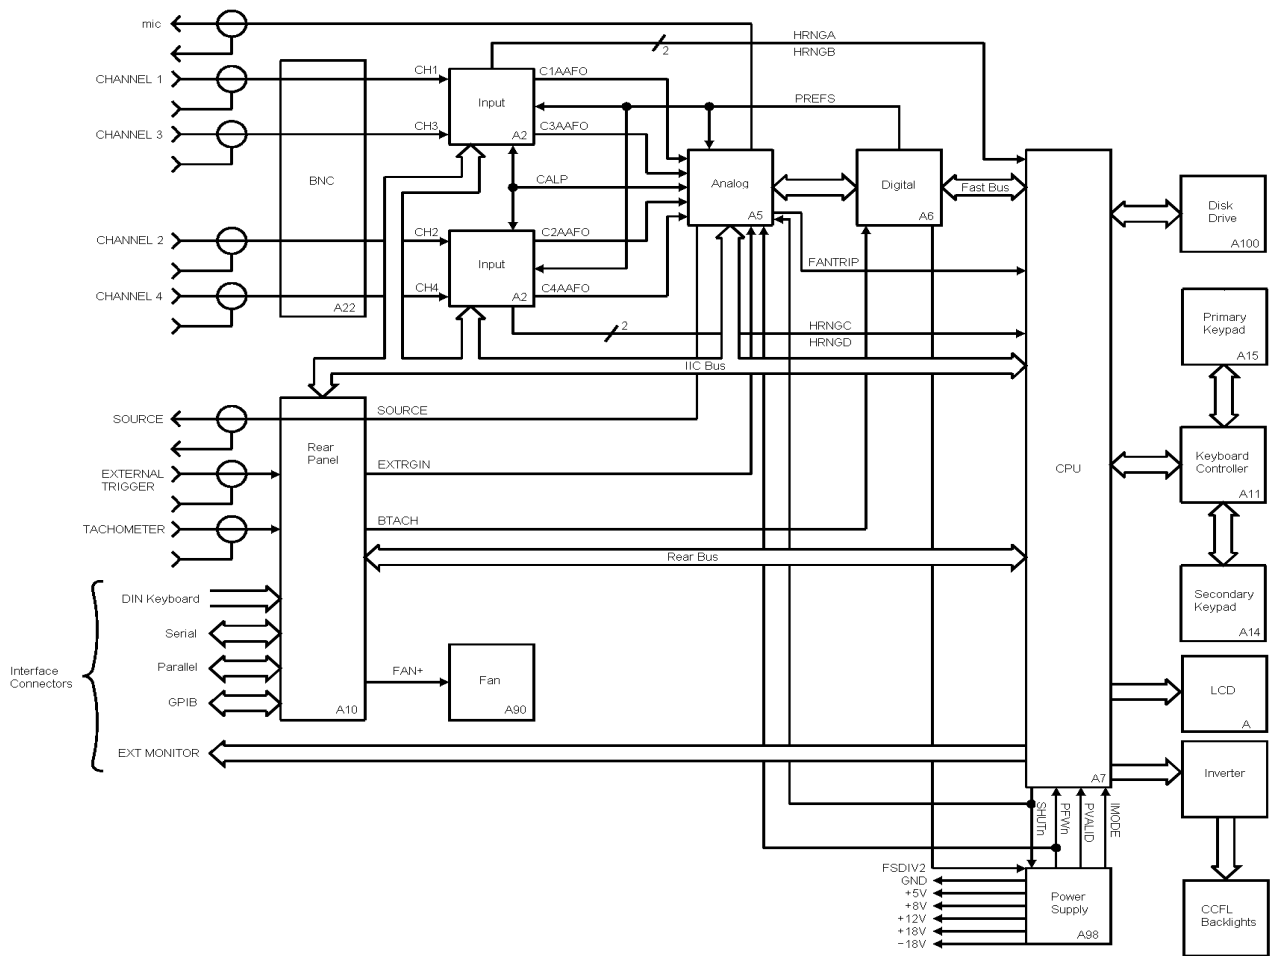 mic
HRNGA
2
HRNGB
CHANNEL 1
CH1
C1AAFO
Input
PREFS
CHANNEL 3
CH3
A2
C3AAFO
BNC
CALP
Analog
Digital
Fast Bus
Disk
Drive
A5
A6
A100
CHANNEL 2
CH2
C2AAFO
Input
FANTRIP
CHANNEL 4
CH4
A2
C4AAFO
A22
2
HRNGC
HRNGD
Primary
Keypad
A15
IIC Bus
SOURCE
SOURCE
Rear
Panel
EXTERNAL
TRIGGER
EXTRGIN
CPU
Keyboard
Controller
A11
TACHOMETER
BTACH
Rear Bus
DIN Keyboard
Secondary
Keypad
A14
Serial
Interface
Connectors
Parallel
FAN+
Fan
LCD
GPIB
A10
A90
A
EXT MONITOR
A7
Inverter
SHUTn
PFWn
PVALID
IMODE
FSDIV2
GND
+5V
+8V
+12V
+18V
−18V
Power
Supply
A98
CCFL
Backlights